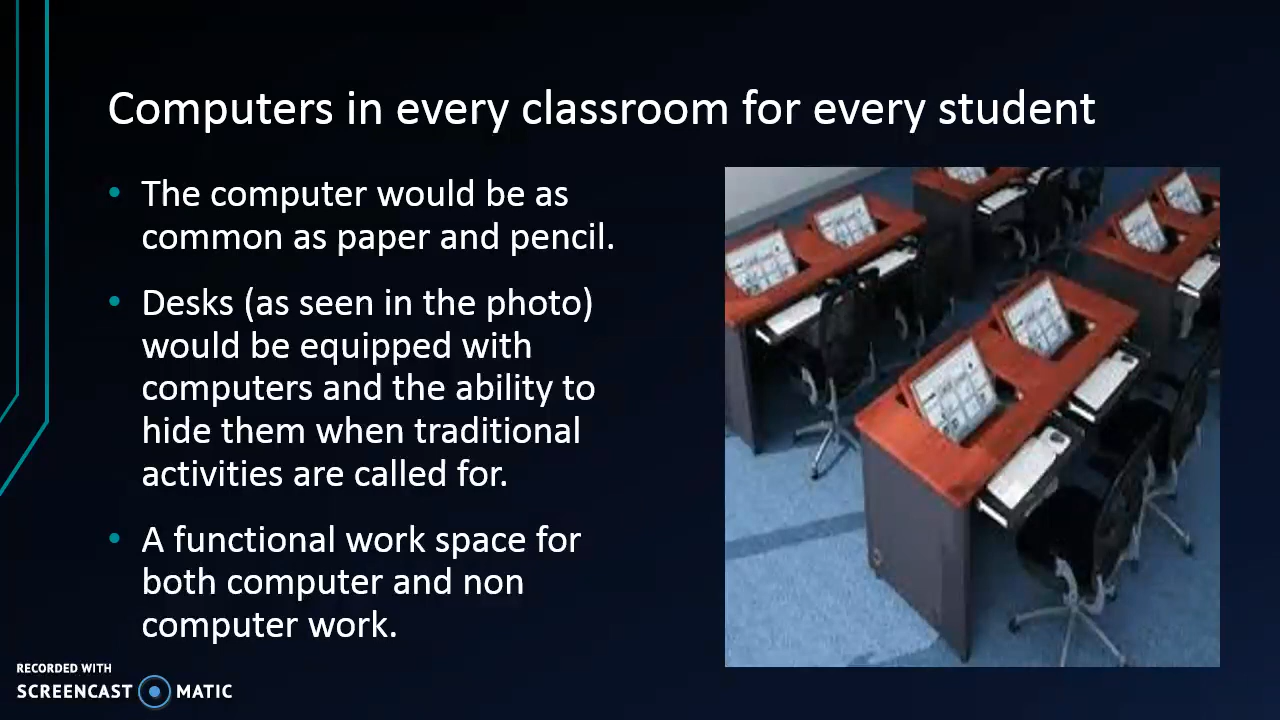 Computers in every classroom for every student
• The computer would be as
common as paper and pencil.
• Desks (as seen in the photo)
would be equipped with
computers and the ability to
hide them when traditional
activities are called for.
• A functional work space for
both computer and non
computer work.
RECORDED WITH
SCREENCAST MATIC